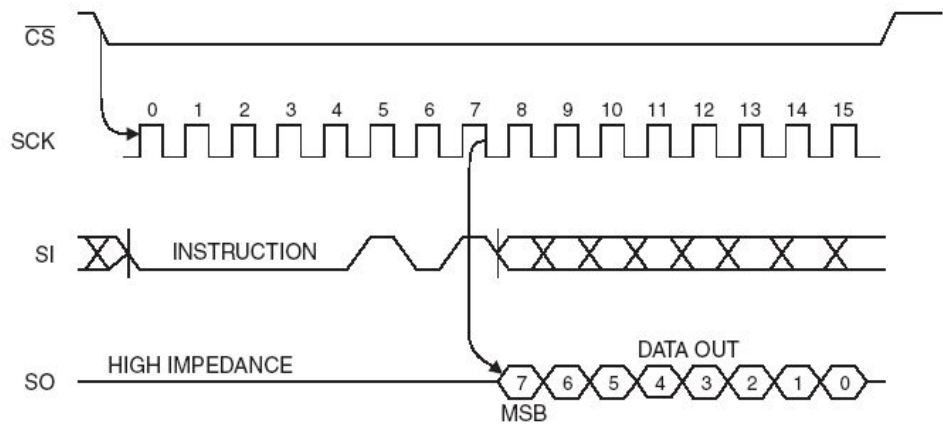 CS
0 1 2 3 4 5 6 7 8 9 10 11 12 13 14 15
SCK
SI INSTRUCTION
HIGH IMPEDANCE DATA OUT
SO 7 6 5 4 3 2 1 0
MSB